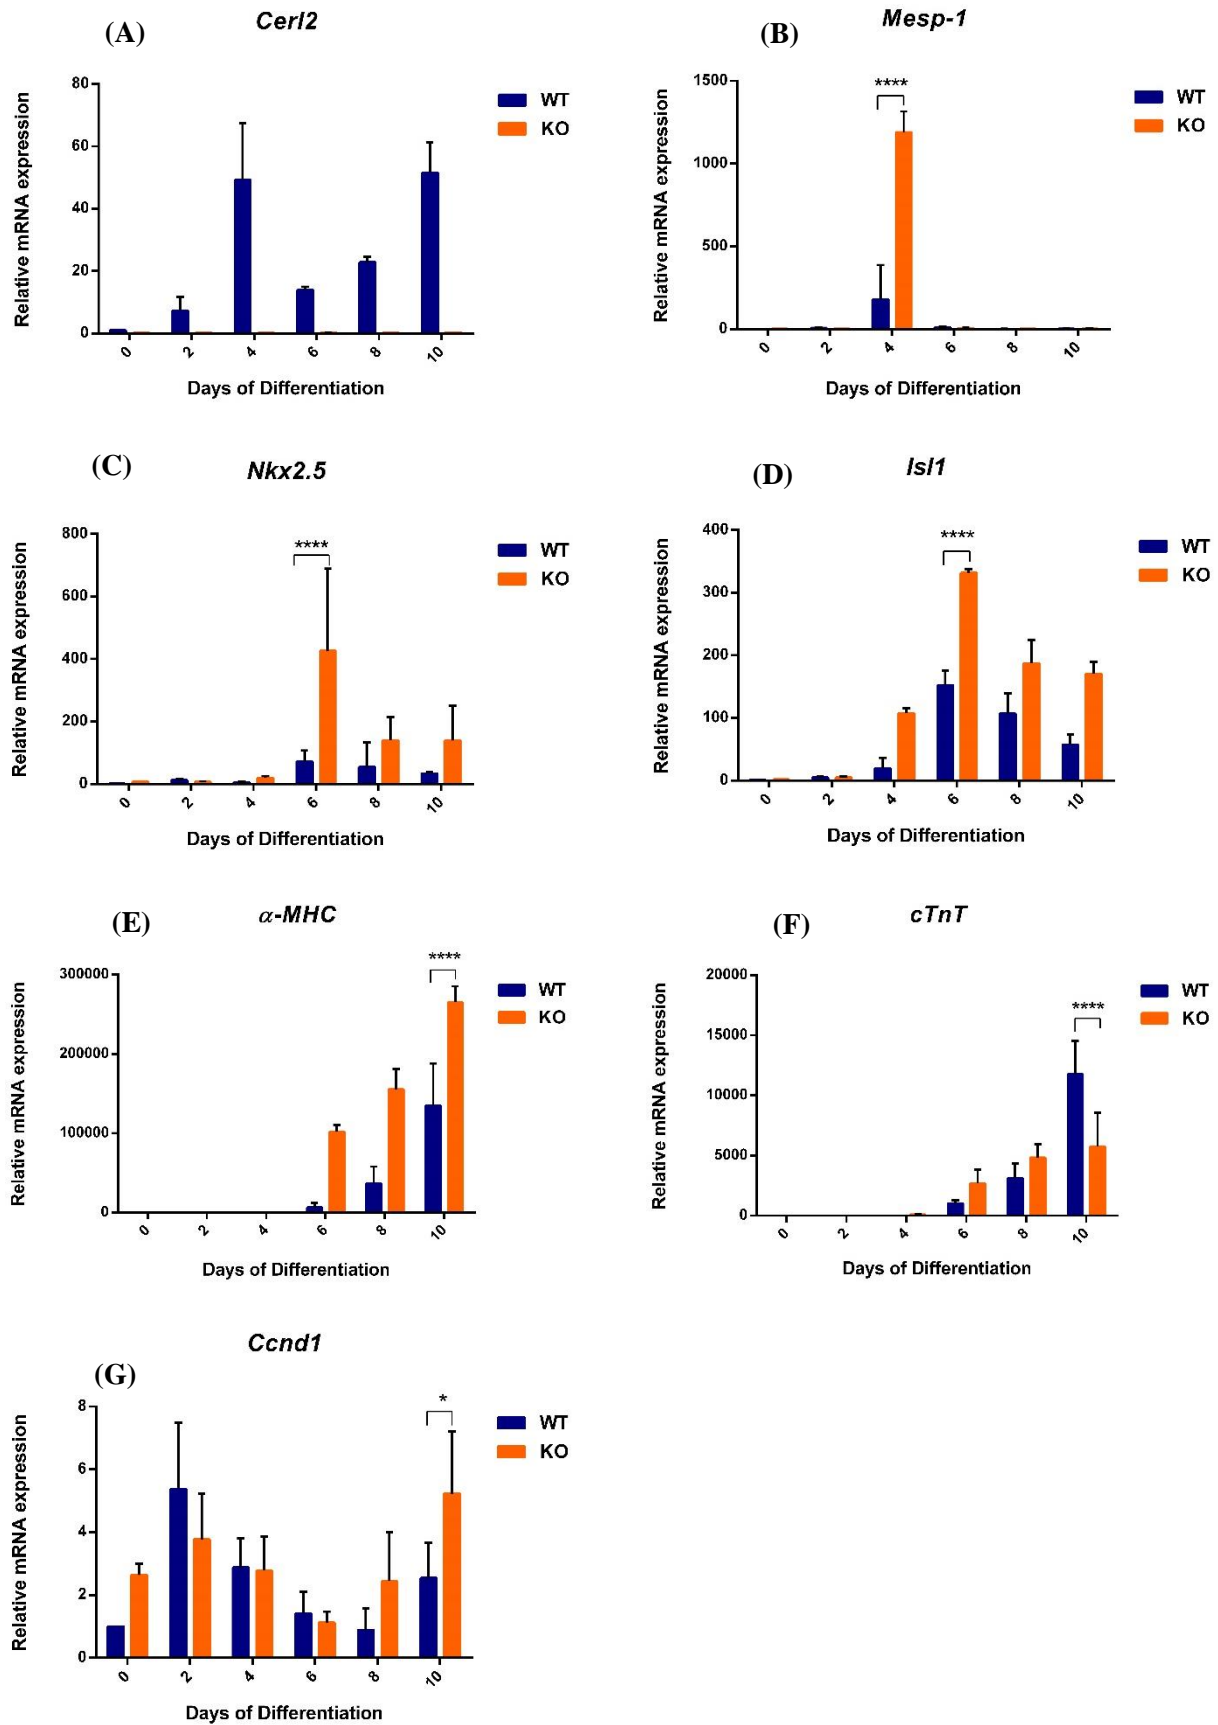 (A)
Cerl2
Relative mRNA expression
80
60
40
20
0
0 2 4 6 8 10
Days of Differentiation
WT
KO
(B)
Mesp-1
Relative mRNA expression
1500
1000
500
0
****
0 2 4 6 8 10
Days of Differentiation
WT
KO
(C)
Nkx2.5
Relative mRNA expression
800
600
400
200
0
****
0 2 4 6 8 10
Days of Differentiation
WT
KO
(D)
Isl1
Relative mRNA expression
400
300
200
100
0
****
0 2 4 6 8 10
Days of Differentiation
WT
KO
(E)
α-MHC
Relative mRNA expression
300000
200000
100000
0
****
0 2 4 6 8 10
Days of Differentiation
WT
KO
(F)
cTnT
Relative mRNA expression
20000
15000
10000
5000
0
****
0 2 4 6 8 10
Days of Differentiation
WT
KO
(G)
Ccnd1
Relative mRNA expression
8
6
4
2
0
*
0 2 4 6 8 10
Days of Differentiation
WT
KO